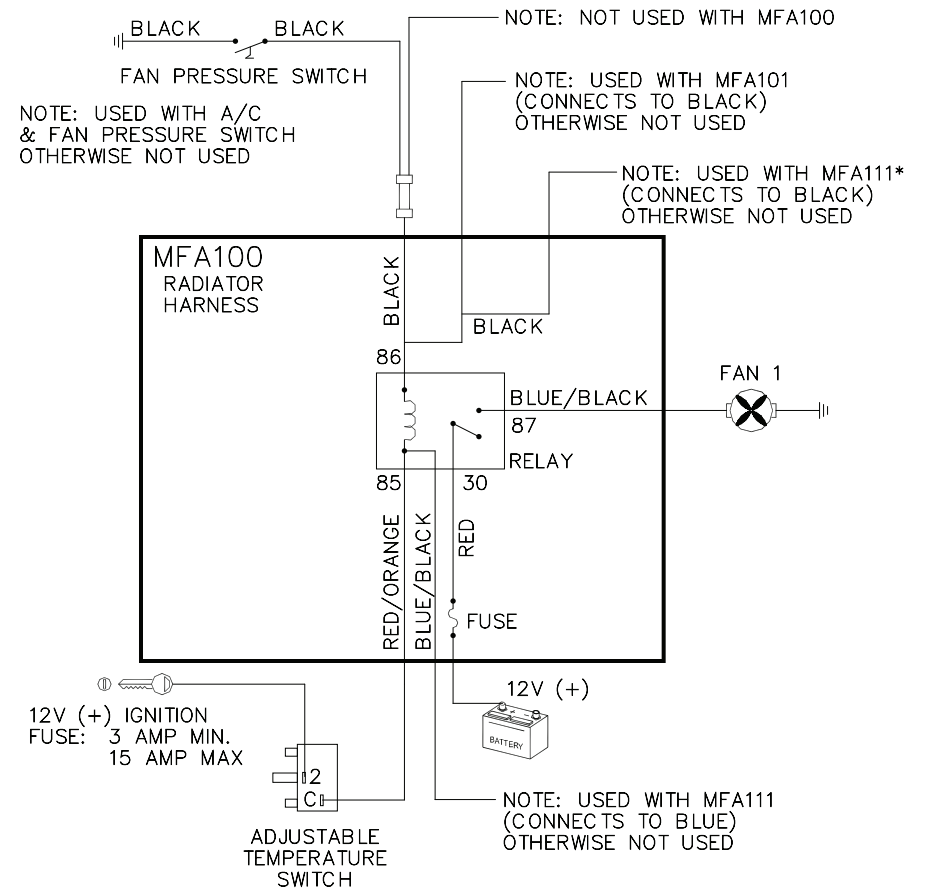 NOTE: NOT USED WITH MFA100
BLACK
BLACK
FAN PRESSURE SWITCH
NOTE: USED WITH A/C
& FAN PRESSURE SWITCH
OTHERWISE NOT USED
NOTE: USED WITH MFA101
(CONNECTS TO BLACK)
OTHERWISE NOT USED
NOTE: USED WITH MFA111*
(CONNECTS TO BLACK)
OTHERWISE NOT USED
MFA100
RADIATOR
HARNESS
BLACK
BLACK
86
FAN 1
BLUE/BLACK
87
RELAY
85
30
RED/ORANGE
BLUE/BLACK
RED
FUSE
12V (+)
+ -
BATTERY
12V (+) IGNITION
FUSE: 3 AMP MIN.
15 AMP MAX
2
C
ADJUSTABLE
TEMPERATURE
SWITCH
NOTE: USED WITH MFA111
(CONNECTS TO BLUE)
OTHERWISE NOT USED